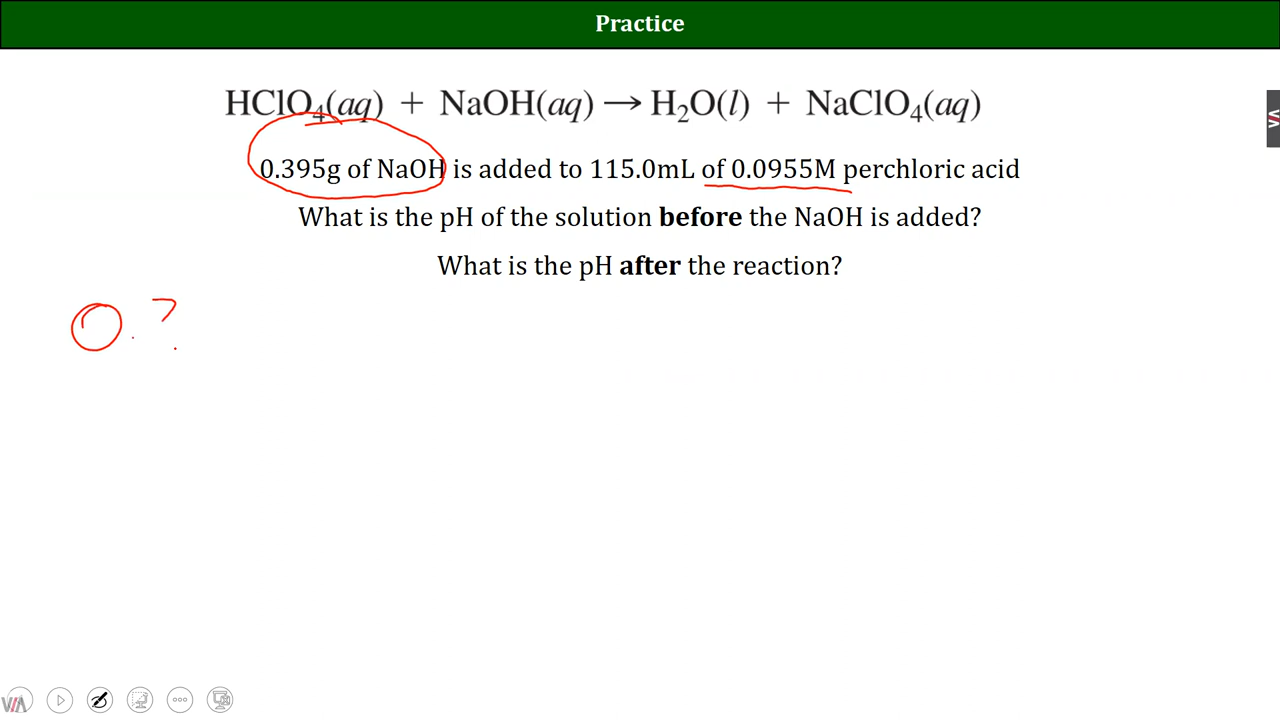 Practice
HClO₄(aq) + NaOH(aq) → H₂O(l) + NaClO₄(aq)
0.395g of NaOH is added to 115.0mL of 0.0955M perchloric acid
What is the pH of the solution before the NaOH is added?
What is the pH after the reaction?
0.?